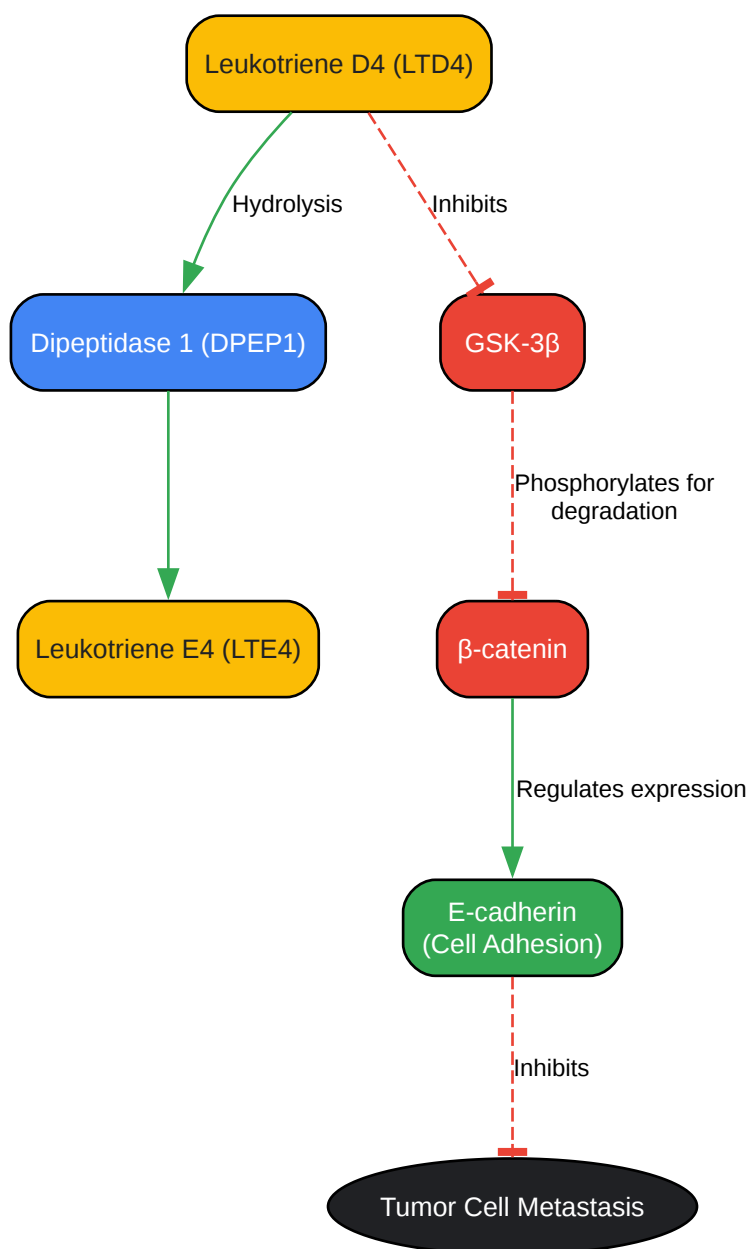 Leukotriene D4 (LTD4)
Hydrolysis
Inhibits
Dipeptidase 1 (DPEP1)
GSK-3β
Phosphorylates for
degradation
Leukotriene E4 (LTE4)
β-catenin
Regulates expression
E-cadherin
(Cell Adhesion)
Inhibits
Tumor Cell Metastasis